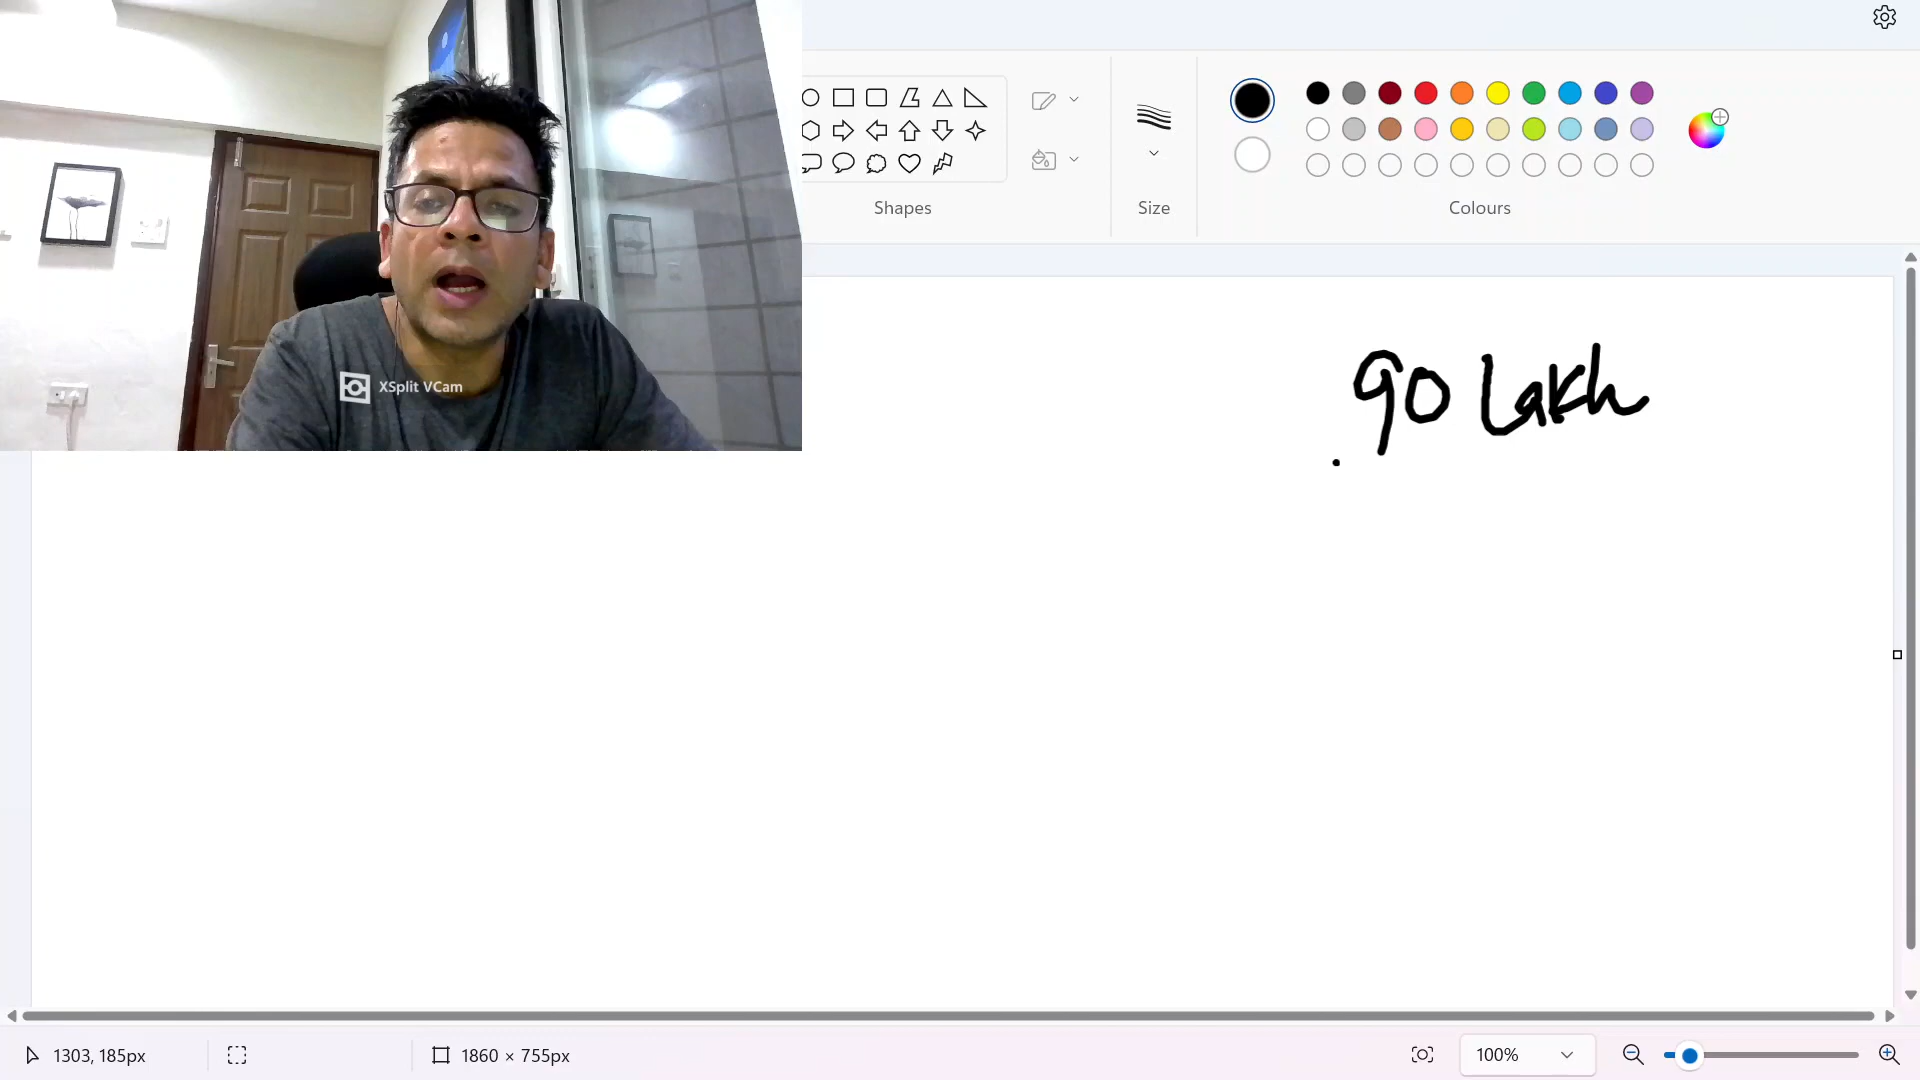 XSplit VCam
Shapes
Size
Colours
90 Lakh
1303, 185px
1860 × 755px
100%